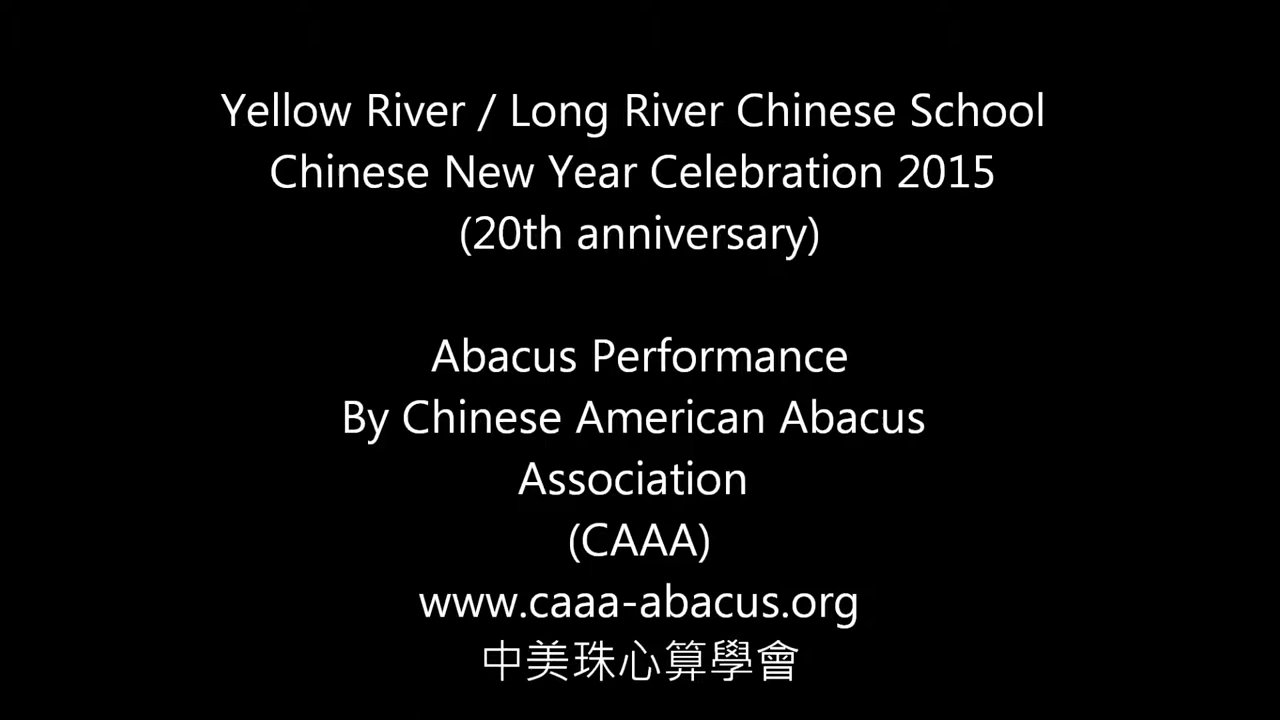 Yellow River / Long River Chinese School
Chinese New Year Celebration 2015
(20th anniversary)
Abacus Performance
By Chinese American Abacus
Association
(CAAA)
www.caaa-abacus.org
中美珠心算學會